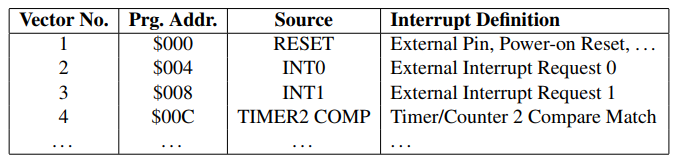 Vector No. Prg. Addr. Source Interrupt Definition
1 $000 RESET External Pin, Power-on Reset, ...
2 $004 INT0 External Interrupt Request 0
3 $008 INT1 External Interrupt Request 1
4 $00C TIMER2 COMP Timer/Counter 2 Compare Match
... ... ... ...